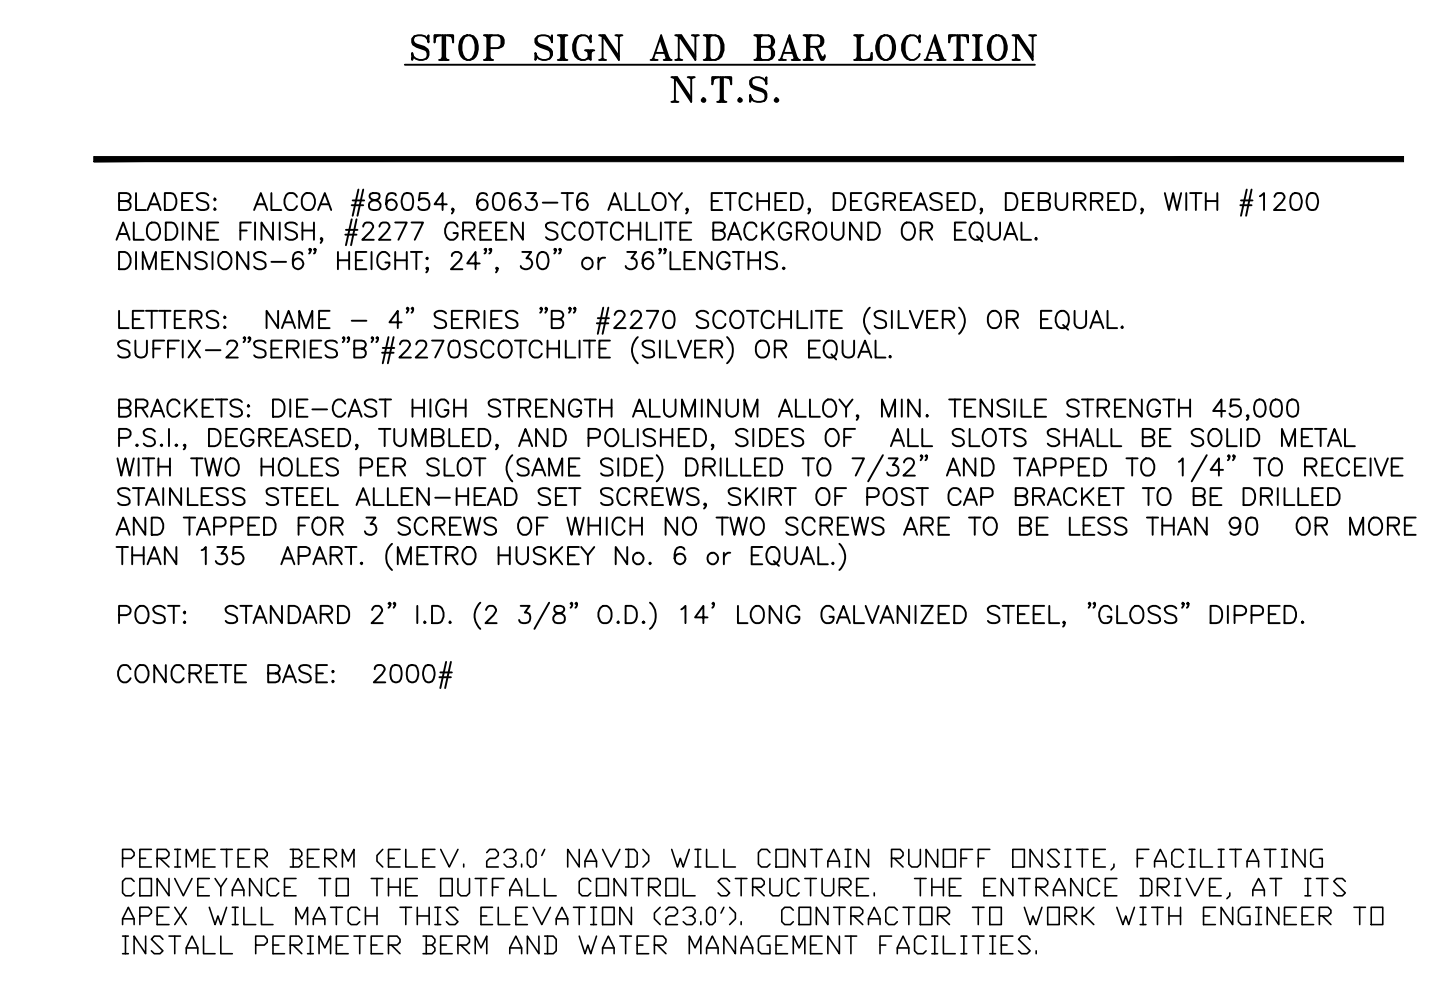 STOP SIGN AND BAR LOCATION
N.T.S.
BLADES: ALCOA #86054, 6063-T6 ALLOY, ETCHED, DEGREASED, DEBURRED, WITH #1200
ALODINE FINISH, #2277 GREEN SCOTCHLITE BACKGROUND OR EQUAL.
DIMENSIONS-6" HEIGHT; 24", 30" or 36"LENGTHS.
LETTERS: NAME - 4" SERIES "B" #2270 SCOTCHLITE (SILVER) OR EQUAL.
SUFFIX-2"SERIES"B"#2270SCOTCHLITE (SILVER) OR EQUAL.
BRACKETS: DIE-CAST HIGH STRENGTH ALUMINUM ALLOY, MIN. TENSILE STRENGTH 45,000
P.S.I., DEGREASED, TUMBLED, AND POLISHED, SIDES OF ALL SLOTS SHALL BE SOLID METAL
WITH TWO HOLES PER SLOT (SAME SIDE) DRILLED TO 7/32" AND TAPPED TO 1/4" TO RECEIVE
STAINLESS STEEL ALLEN-HEAD SET SCREWS, SKIRT OF POST CAP BRACKET TO BE DRILLED
AND TAPPED FOR 3 SCREWS OF WHICH NO TWO SCREWS ARE TO BE LESS THAN 90 OR MORE
THAN 135 APART. (METRO HUSKEY No. 6 or EQUAL.)
POST: STANDARD 2" I.D. (2 3/8" O.D.) 14' LONG GALVANIZED STEEL, "GLOSS" DIPPED.
CONCRETE BASE: 2000#
PERIMETER BERM (ELEV. 23.0' NAVD) WILL CONTAIN RUNOFF ONSITE, FACILITATING
CONVEYANCE TO THE OUTFALL CONTROL STRUCTURE. THE ENTRANCE DRIVE, AT ITS
APEX WILL MATCH THIS ELEVATION (23.0'). CONTRACTOR TO WORK WITH ENGINEER TO
INSTALL PERIMETER BERM AND WATER MANAGEMENT FACILITIES.